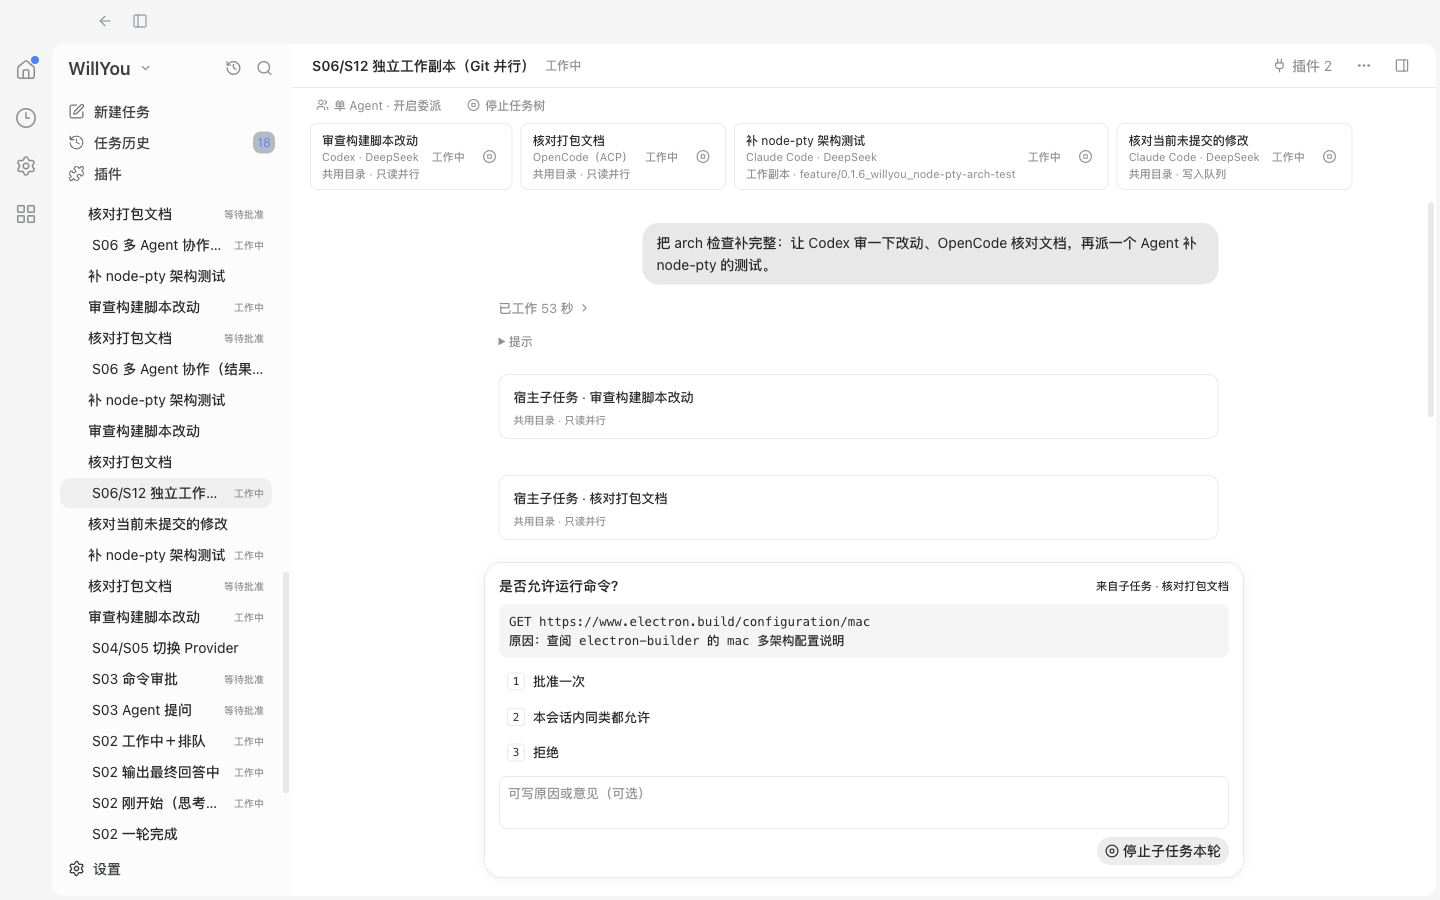 WillYou
新建任务
任务历史
18
插件
核对打包文档 等待批准
S06 多 Agent 协作... 工作中
补 node-pty 架构测试
审查构建脚本改动 工作中
核对打包文档 等待批准
S06 多 Agent 协作（结果...
补 node-pty 架构测试
审查构建脚本改动
核对打包文档
S06/S12 独立工作... 工作中
核对当前未提交的修改
补 node-pty 架构测试 工作中
核对打包文档 等待批准
审查构建脚本改动 工作中
S04/S05 切换 Provider
S03 命令审批 等待批准
S03 Agent 提问 等待批准
S02 工作中＋排队 工作中
S02 输出最终回答中 工作中
S02 刚开始（思考... 工作中
S02 一轮完成
设置
S06/S12 独立工作副本（Git 并行） 工作中
插件 2
单 Agent · 开启委派
停止任务树
审查构建脚本改动
Codex · DeepSeek 工作中
共用目录 · 只读并行
核对打包文档
OpenCode（ACP） 工作中
共用目录 · 只读并行
补 node-pty 架构测试
Claude Code · DeepSeek 工作中
工作副本 · feature/0.1.6_willyou_node-pty-arch-test
核对当前未提交的修改
Claude Code · DeepSeek 工作中
共用目录 · 写入队列
把 arch 检查补完整：让 Codex 审一下改动、OpenCode 核对文档，再派一个 Agent 补
node-pty 的测试。
已工作 53 秒
提示
宿主子任务 · 审查构建脚本改动
共用目录 · 只读并行
宿主子任务 · 核对打包文档
共用目录 · 只读并行
是否允许运行命令？
来自子任务 · 核对打包文档
GET https://www.electron.build/configuration/mac
原因：查阅 electron-builder 的 mac 多架构配置说明
1 批准一次
2 本会话内同类都允许
3 拒绝
可写原因或意见（可选）
停止子任务本轮